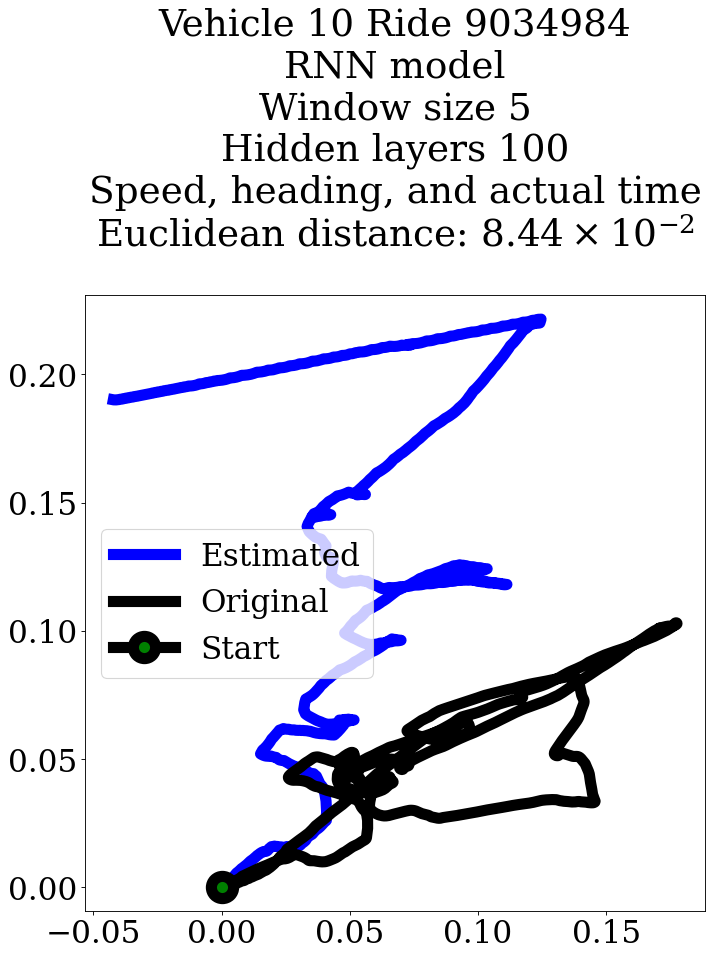 Vehicle 10 Ride 9034984
RNN model
Window size 5
Hidden layers 100
Speed, heading, and actual time
Euclidean distance: 8.44 × 10⁻²
0.20
0.15
0.10
0.05
0.00
Estimated
Original
Start
−0.05 0.00 0.05 0.10 0.15